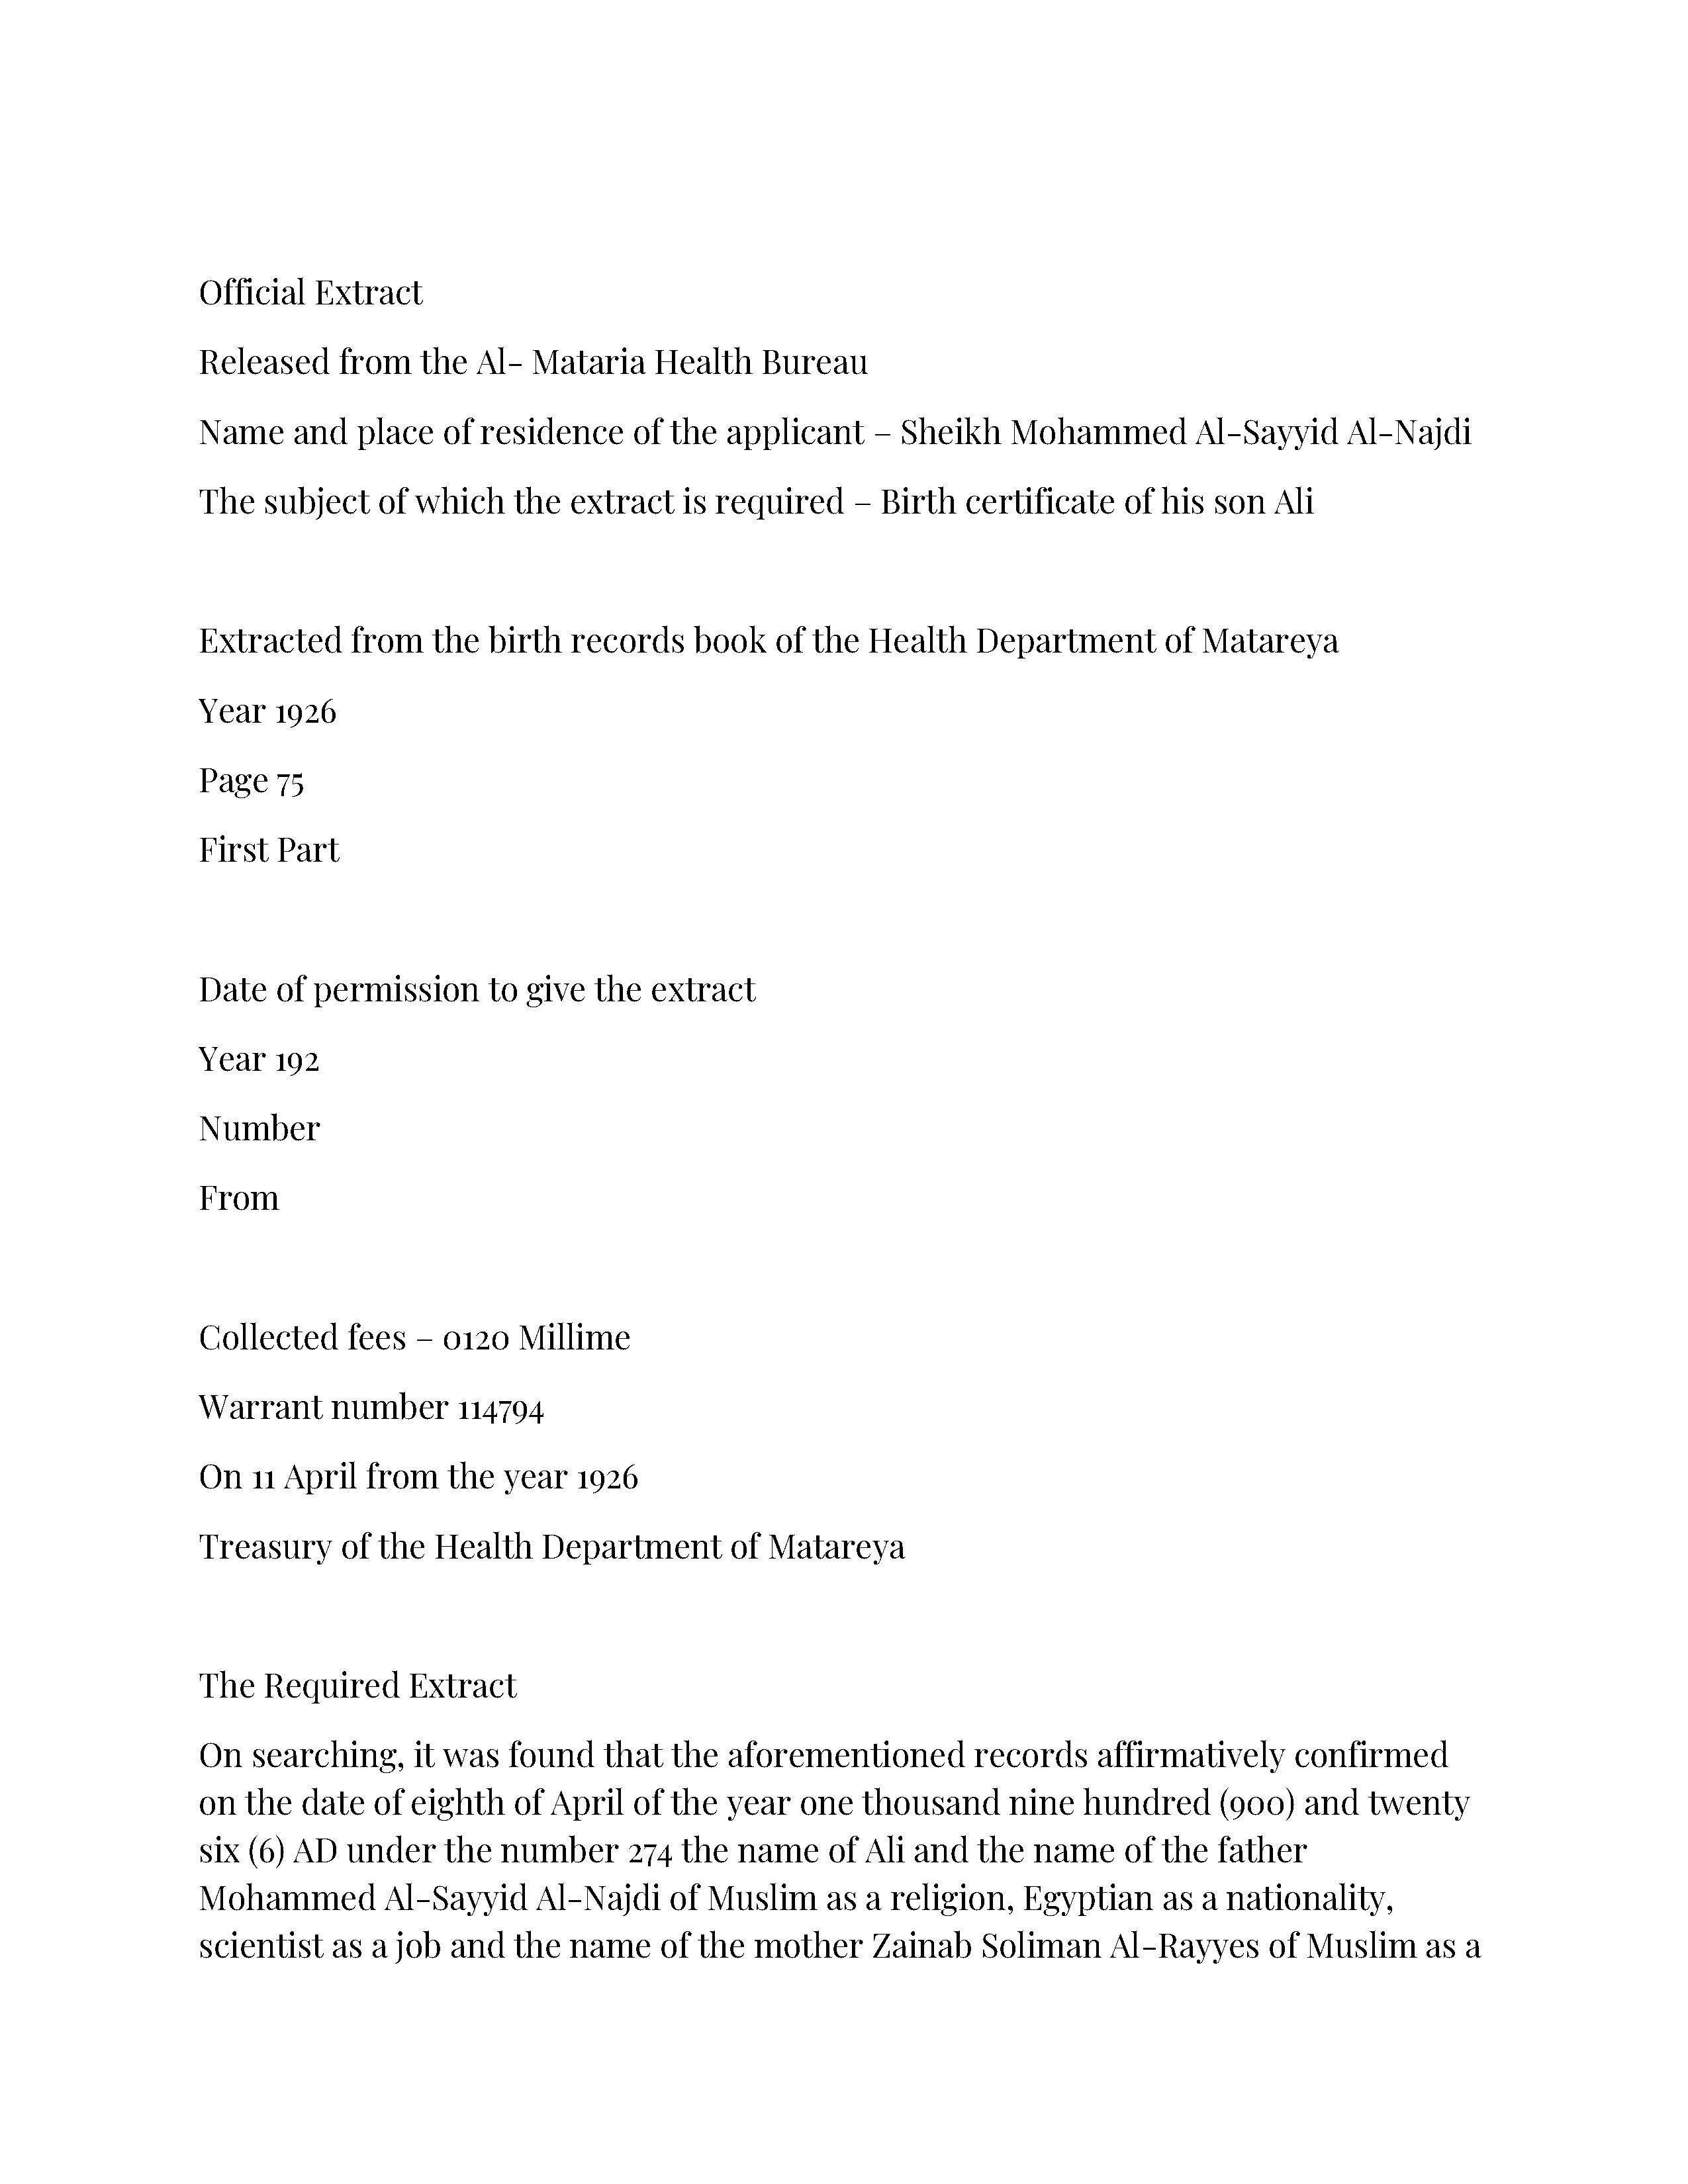 Official Extract
Released from the Al- Mataria Health Bureau
Name and place of residence of the applicant – Sheikh Mohammed Al-Sayyid Al-Najdi
The subject of which the extract is required – Birth certificate of his son Ali
Extracted from the birth records book of the Health Department of Matareya
Year 1926
Page 75
First Part
Date of permission to give the extract
Year 192
Number
From
Collected fees – 0120 Millime
Warrant number 114794
On 11 April from the year 1926
Treasury of the Health Department of Matareya
The Required Extract
On searching, it was found that the aforementioned records affirmatively confirmed
on the date of eighth of April of the year one thousand nine hundred (900) and twenty
six (6) AD under the number 274 the name of Ali and the name of the father
Mohammed Al-Sayyid Al-Najdi of Muslim as a religion, Egyptian as a nationality,
scientist as a job and the name of the mother Zainab Soliman Al-Rayyes of Muslim as a